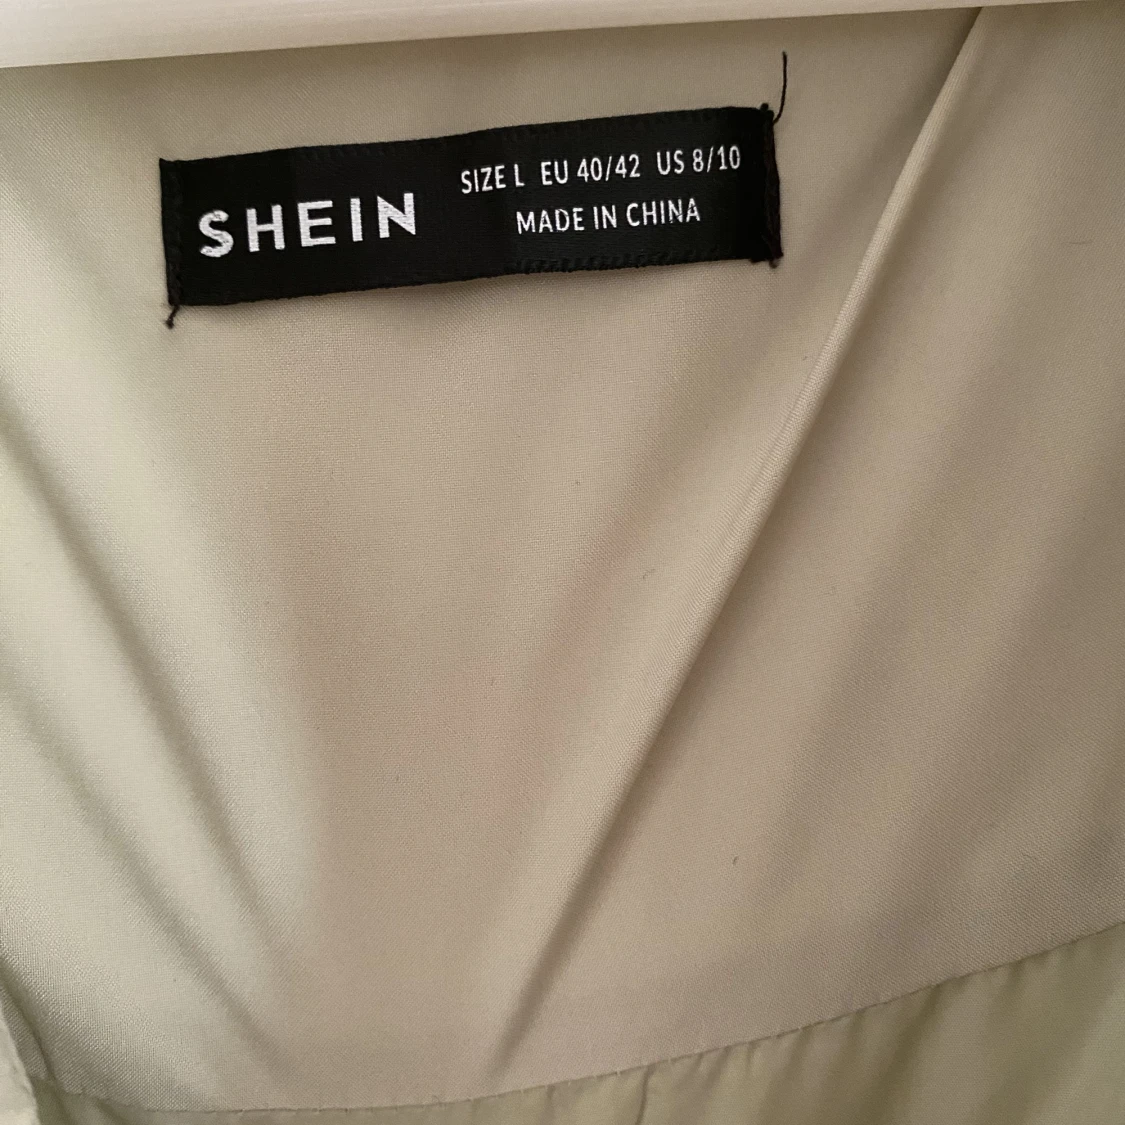 SHEIN
SIZE L EU 40/42 US 8/10
MADE IN CHINA